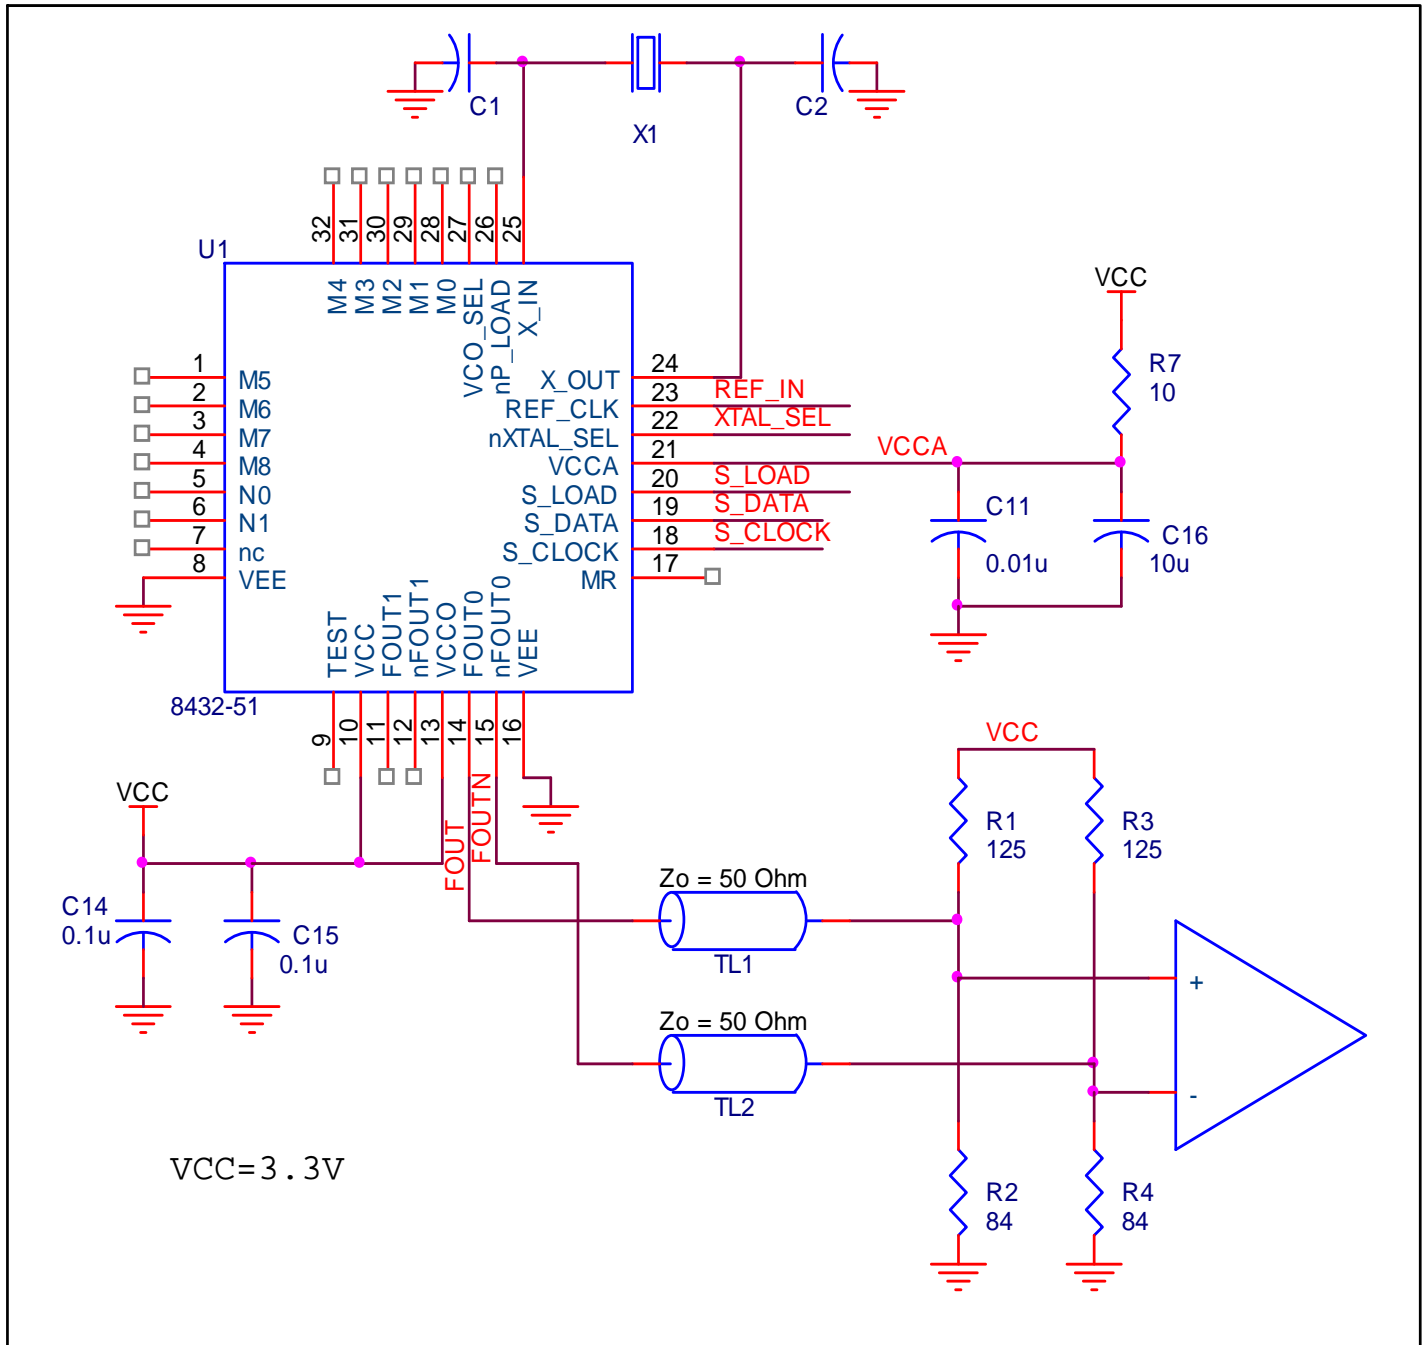 C1
C2
X1
32
31
30
29
28
27
26
25
U1
M4
M3
M2
M1
M0
VCO_SEL
nP_LOAD
X_IN
VCC
1
2
3
4
5
6
7
8
M5
M6
M7
M8
N0
N1
nc
VEE
X_OUT
REF_CLK
nXTAL_SEL
VCCA
S_LOAD
S_DATA
S_CLOCK
MR
24
23
22
21
20
19
18
17
REF_IN
XTAL_SEL
VCCA
S_LOAD
S_DATA
S_CLOCK
R7
10
C11
0.01u
C16
10u
TEST
VCC
FOUT1
nFOUT1
VCCO
FOUT0
nFOUT0
VEE
8432-51
9
10
11
12
13
14
15
16
VCC
FOUT
FOUTN
VCC
R1
125
R3
125
C14
0.1u
C15
0.1u
Zo = 50 Ohm
TL1
Zo = 50 Ohm
TL2
+
-
VCC=3.3V
R2
84
R4
84